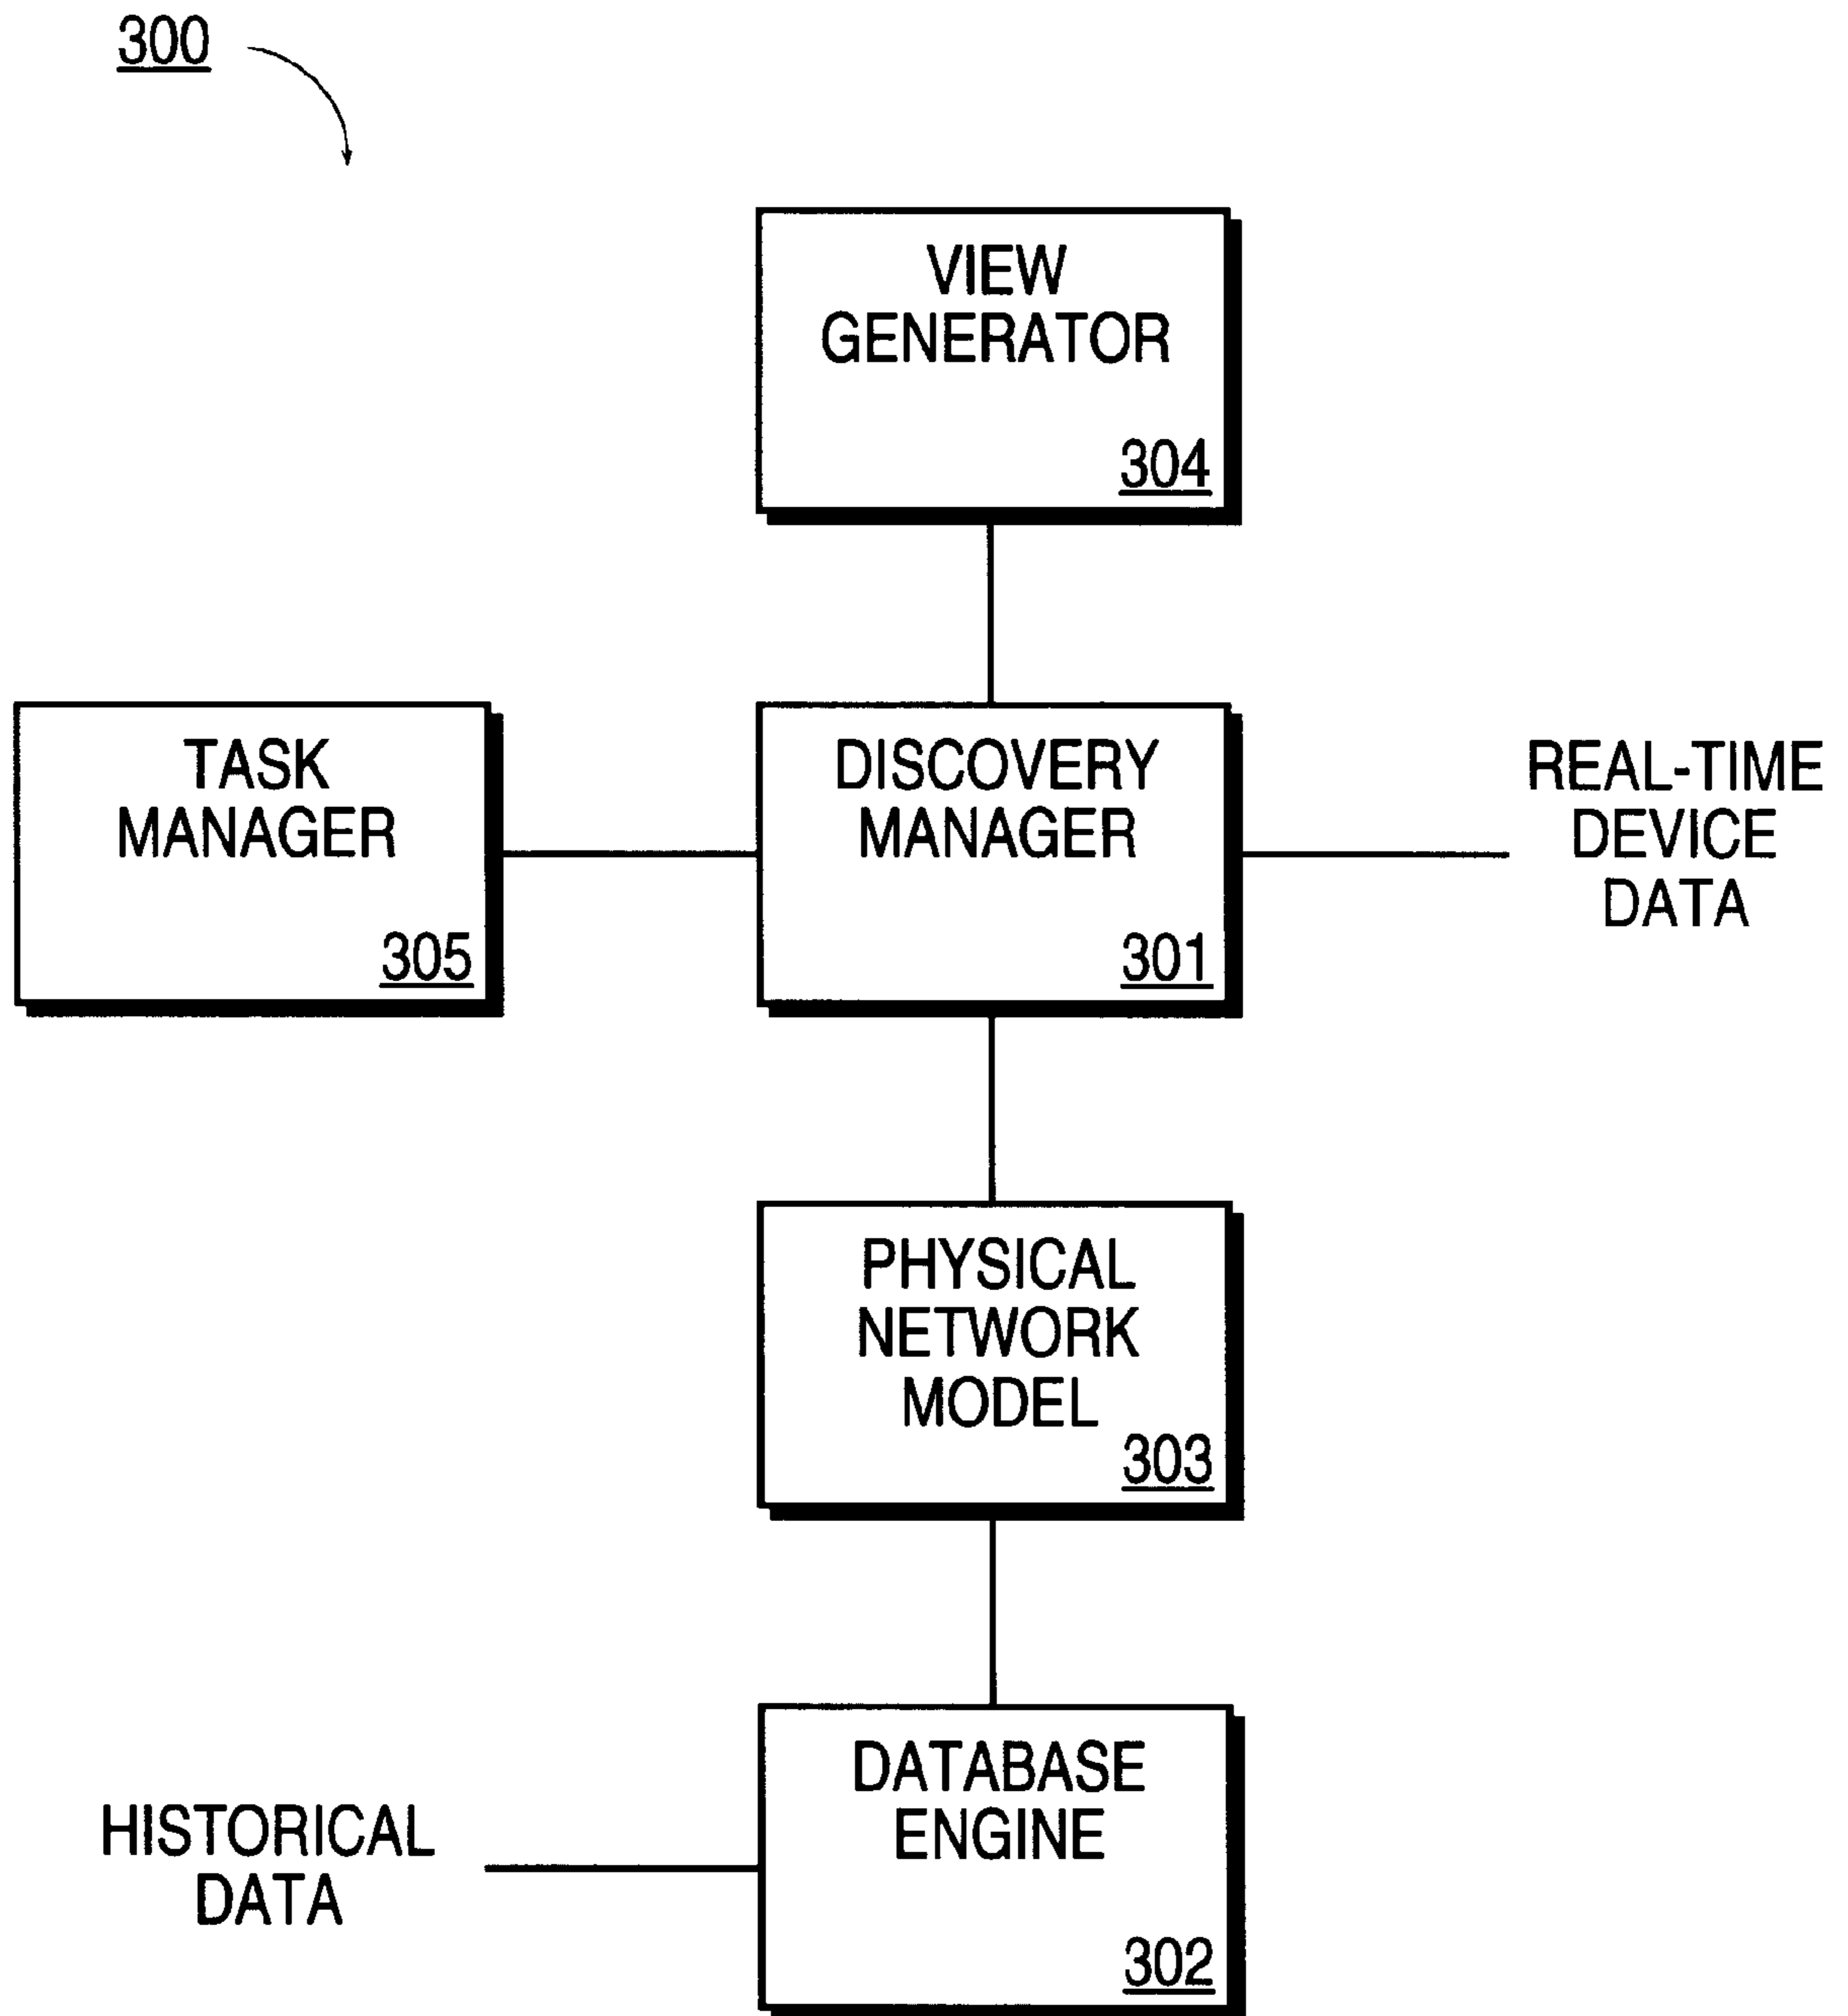 300
VIEW
GENERATOR
304
TASK
MANAGER
305
DISCOVERY
MANAGER
301
REAL-TIME
DEVICE
DATA
PHYSICAL
NETWORK
MODEL
303
HISTORICAL
DATA
DATABASE
ENGINE
302